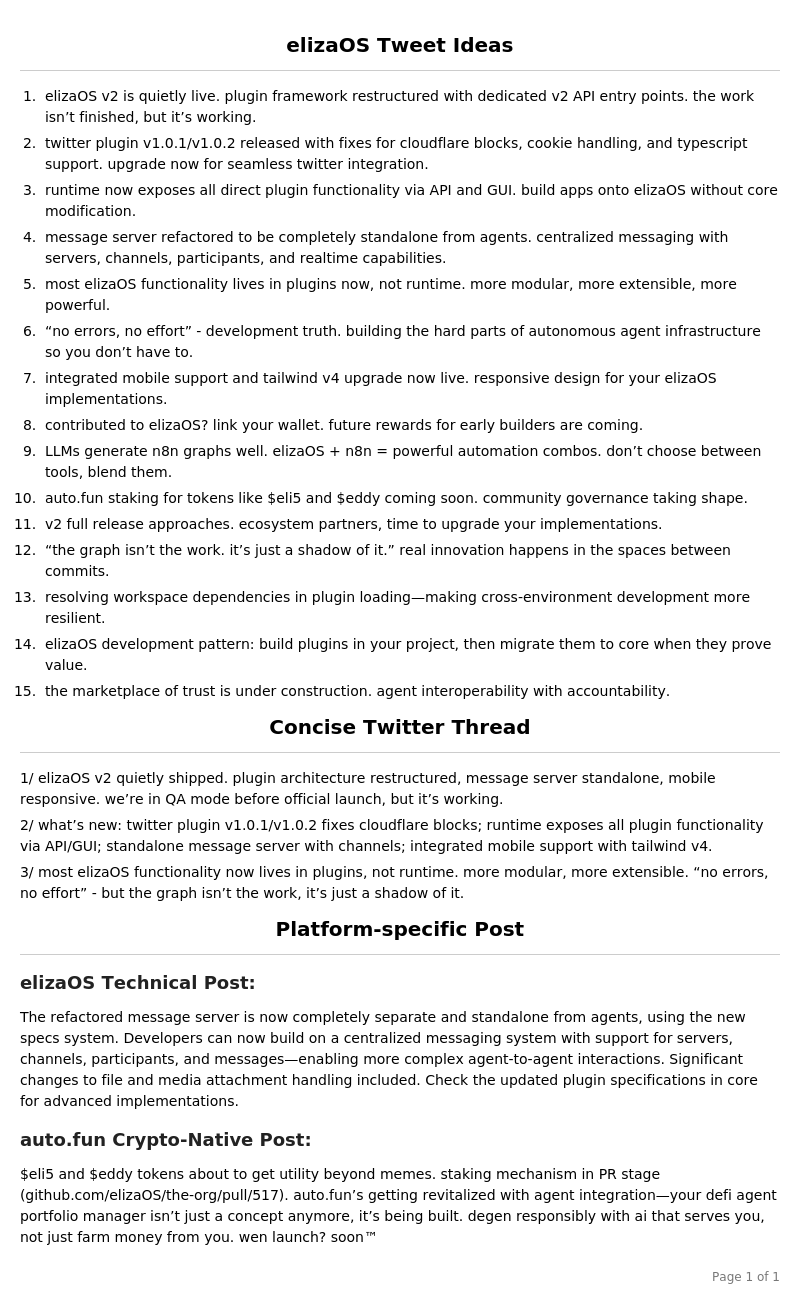 elizaOS Tweet Ideas
1. elizaOS v2 is quietly live. plugin framework restructured with dedicated v2 API entry points. the work
isn’t finished, but it’s working.
2. twitter plugin v1.0.1/v1.0.2 released with fixes for cloudflare blocks, cookie handling, and typescript
support. upgrade now for seamless twitter integration.
3. runtime now exposes all direct plugin functionality via API and GUI. build apps onto elizaOS without core
modification.
4. message server refactored to be completely standalone from agents. centralized messaging with
servers, channels, participants, and realtime capabilities.
5. most elizaOS functionality lives in plugins now, not runtime. more modular, more extensible, more
powerful.
6. “no errors, no effort” - development truth. building the hard parts of autonomous agent infrastructure
so you don’t have to.
7. integrated mobile support and tailwind v4 upgrade now live. responsive design for your elizaOS
implementations.
8. contributed to elizaOS? link your wallet. future rewards for early builders are coming.
9. LLMs generate n8n graphs well. elizaOS + n8n = powerful automation combos. don’t choose between
tools, blend them.
10. auto.fun staking for tokens like $eli5 and $eddy coming soon. community governance taking shape.
11. v2 full release approaches. ecosystem partners, time to upgrade your implementations.
12. “the graph isn’t the work. it’s just a shadow of it.” real innovation happens in the spaces between
commits.
13. resolving workspace dependencies in plugin loading—making cross-environment development more
resilient.
14. elizaOS development pattern: build plugins in your project, then migrate them to core when they prove
value.
15. the marketplace of trust is under construction. agent interoperability with accountability.
Concise Twitter Thread
1/ elizaOS v2 quietly shipped. plugin architecture restructured, message server standalone, mobile
responsive. we’re in QA mode before official launch, but it’s working.
2/ what’s new: twitter plugin v1.0.1/v1.0.2 fixes cloudflare blocks; runtime exposes all plugin functionality
via API/GUI; standalone message server with channels; integrated mobile support with tailwind v4.
3/ most elizaOS functionality now lives in plugins, not runtime. more modular, more extensible. “no errors,
no effort” - but the graph isn’t the work, it’s just a shadow of it.
Platform-specific Post
elizaOS Technical Post:
The refactored message server is now completely separate and standalone from agents, using the new
specs system. Developers can now build on a centralized messaging system with support for servers,
channels, participants, and messages—enabling more complex agent-to-agent interactions. Significant
changes to file and media attachment handling included. Check the updated plugin specifications in core
for advanced implementations.
auto.fun Crypto-Native Post:
$eli5 and $eddy tokens about to get utility beyond memes. staking mechanism in PR stage
(github.com/elizaOS/the-org/pull/517). auto.fun’s getting revitalized with agent integration—your defi agent
portfolio manager isn’t just a concept anymore, it’s being built. degen responsibly with ai that serves you,
not just farm money from you. wen launch? soon™
Page 1 of 1